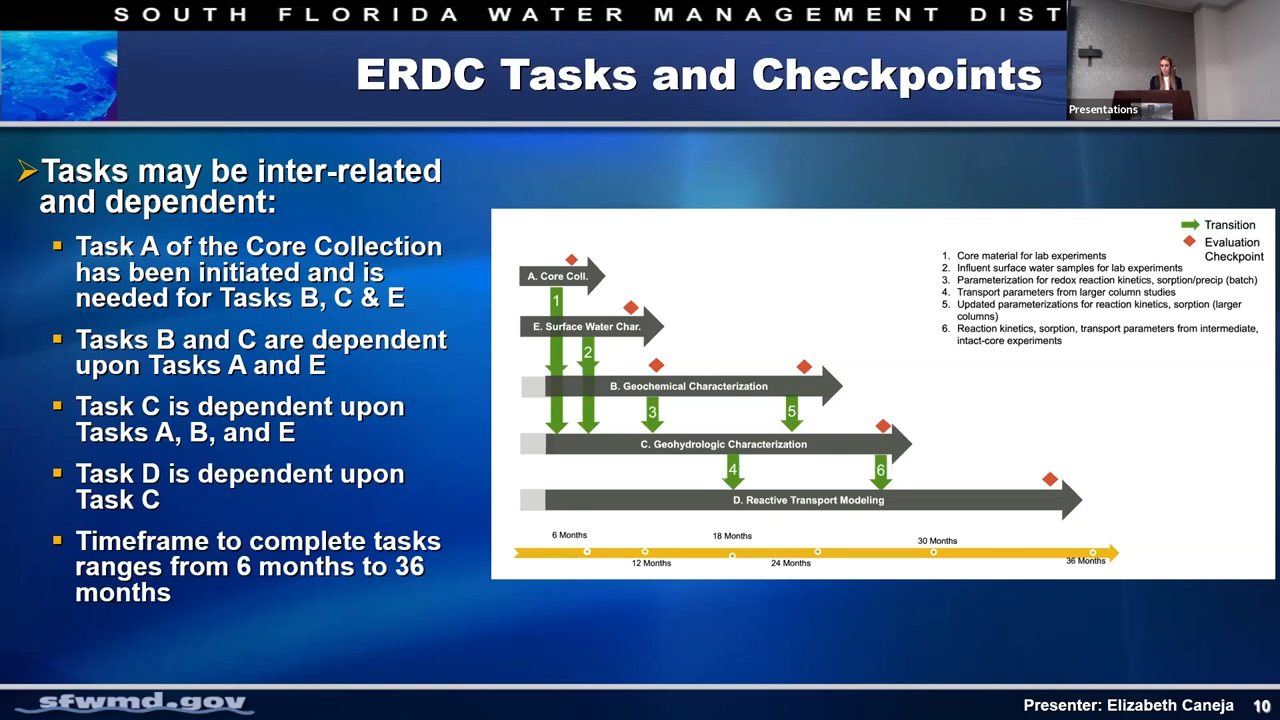 SOUTH FLORIDA WATER MANAGEMENT DIST
ERDC Tasks and Checkpoints
Presentations
Tasks may be inter-related
and dependent:
Task A of the Core Collection
has been initiated and is
needed for Tasks B, C & E
Tasks B and C are dependent
upon Tasks A and E
Task C is dependent upon
Tasks A, B, and E
Task D is dependent upon
Task C
Timeframe to complete tasks
ranges from 6 months to 36
months
Transition
Evaluation
Checkpoint
1. Core material for lab experiments
2. Influent surface water samples for lab experiments
3. Parameterization for redox reaction kinetics, sorption/precip (batch)
4. Transport parameters from larger column studies
5. Updated parameterizations for reaction kinetics, sorption (larger
columns)
6. Reaction kinetics, sorption, transport parameters from intermediate,
intact-core experiments
A. Core Coll.
1
E. Surface Water Char.
2
B. Geochemical Characterization
3
5
C. Geohydrologic Characterization
4
6
D. Reactive Transport Modeling
6 Months
12 Months
18 Months
24 Months
30 Months
36 Months
sfwmd.gov
Presenter: Elizabeth Caneja 10